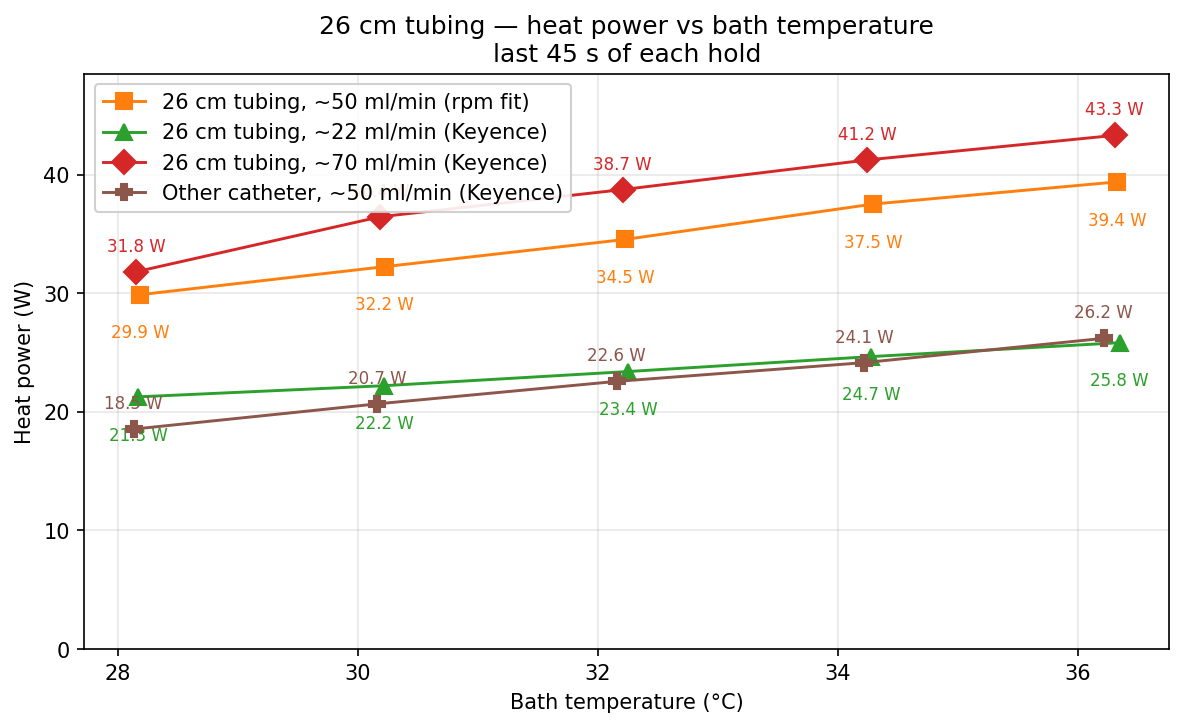 26 cm tubing — heat power vs bath temperature
last 45 s of each hold
26 cm tubing, ~50 ml/min (rpm fit)
26 cm tubing, ~22 ml/min (Keyence)
26 cm tubing, ~70 ml/min (Keyence)
Other catheter, ~50 ml/min (Keyence)
43.3 W
41.2 W
38.7 W
31.8 W
39.4 W
37.5 W
34.5 W
32.2 W
29.9 W
26.2 W
24.1 W
22.6 W
20.7 W
18.5 W
25.8 W
24.7 W
23.4 W
22.2 W
21.3 W
Heat power (W)
40
30
20
10
0
28
30
32
34
36
Bath temperature (°C)